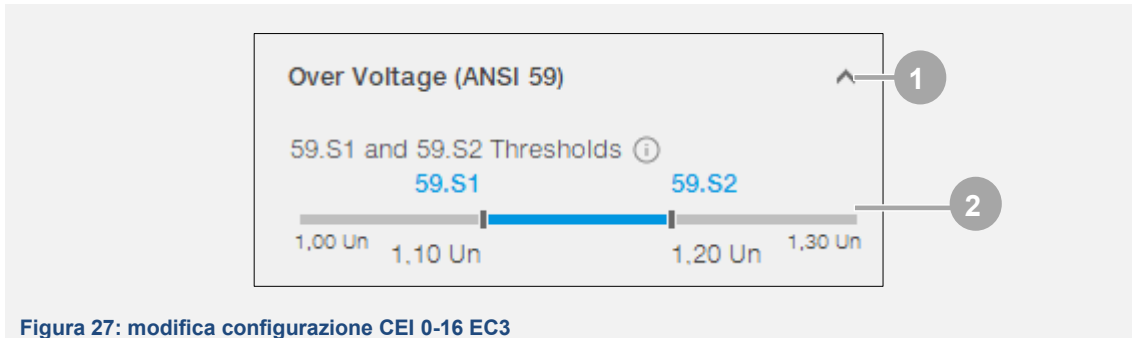 Over Voltage (ANSI 59)
1
59.S1 and 59.S2 Thresholds
59.S1 59.S2
2
1,00 Un 1,10 Un 1,20 Un 1,30 Un
Figura 27: modifica configurazione CEI 0-16 EC3